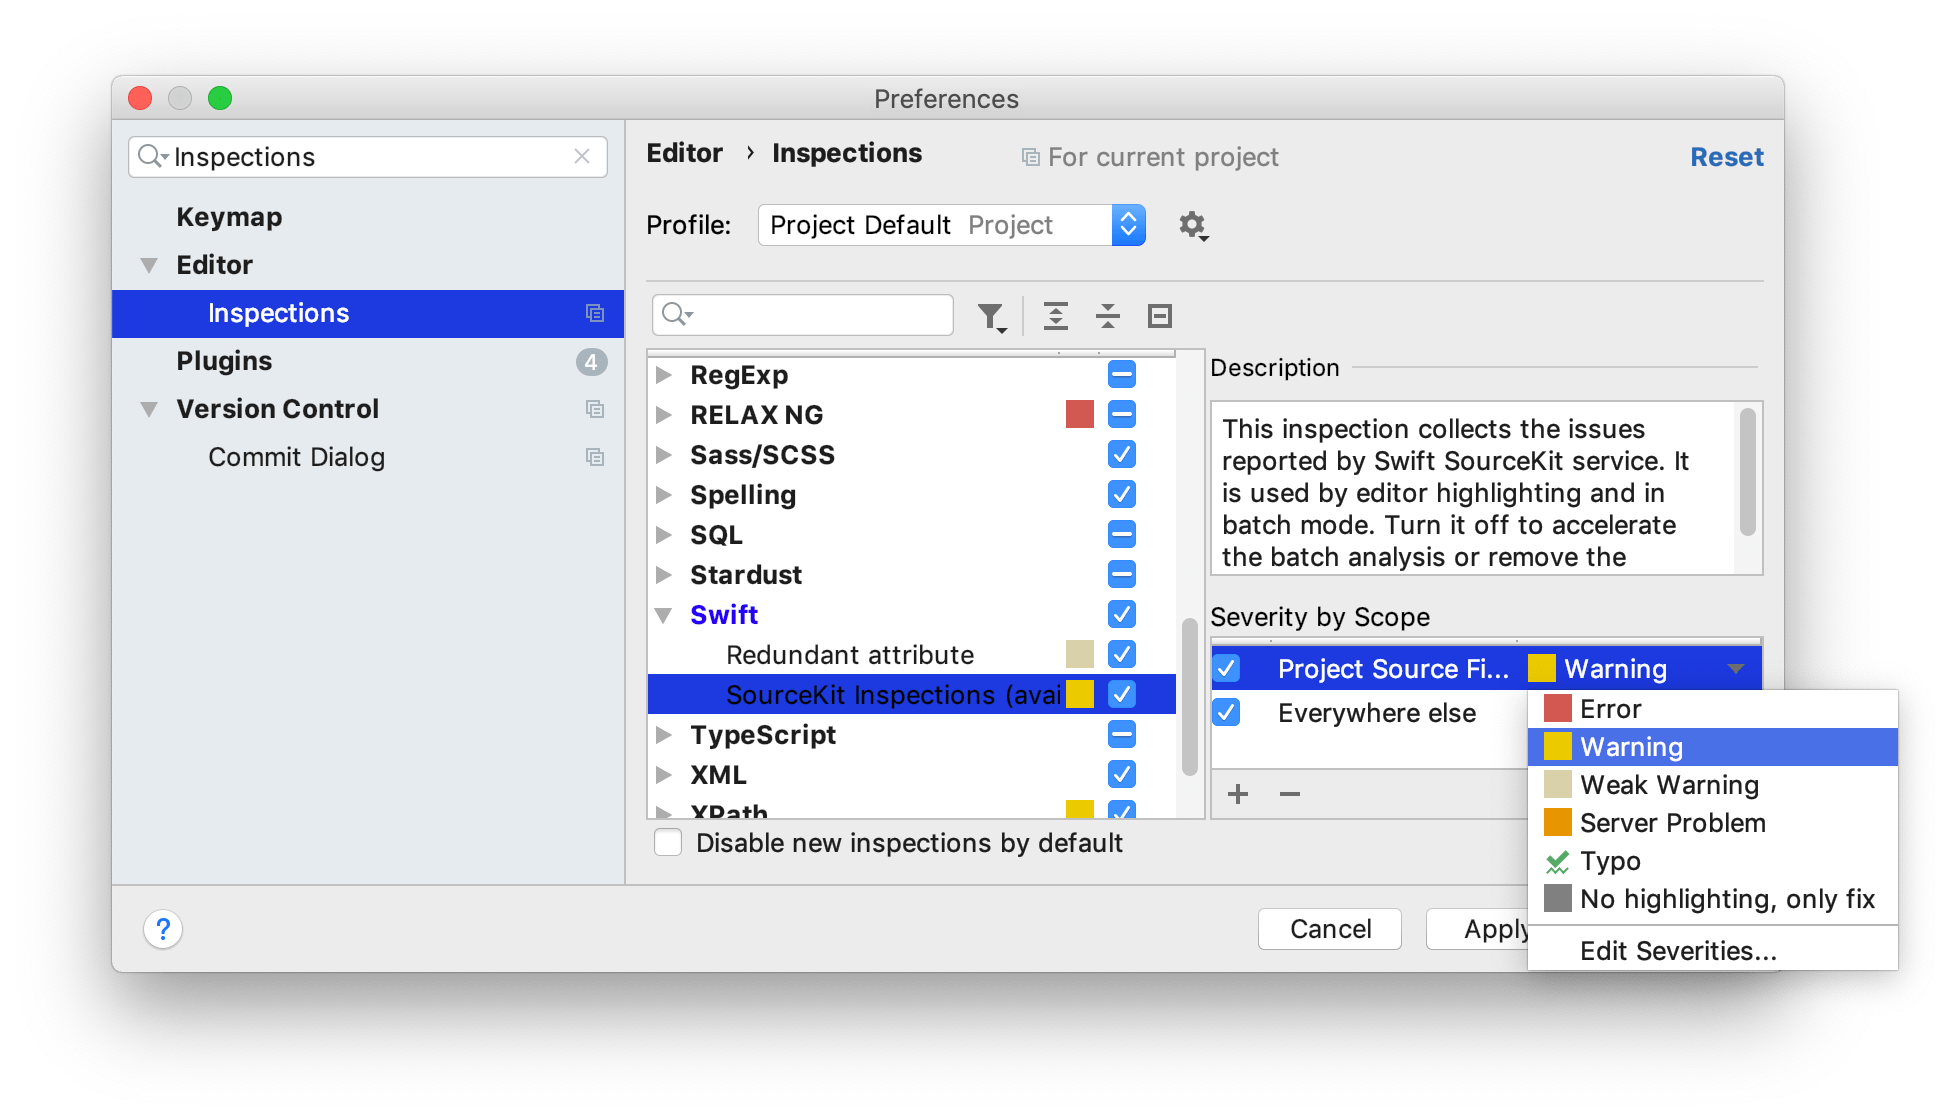 Preferences
Inspections
Keymap
Editor
Inspections
Plugins 4
Version Control
Commit Dialog
Editor › Inspections For current project Reset
Profile: Project Default Project
RegExp
RELAX NG
Sass/SCSS
Spelling
SQL
Stardust
Swift
Redundant attribute
SourceKit Inspections (avai
TypeScript
XML
XPath
Disable new inspections by default
Description
This inspection collects the issues
reported by Swift SourceKit service. It
is used by editor highlighting and in
batch mode. Turn it off to accelerate
the batch analysis or remove the
Severity by Scope
Project Source Fi... Warning
Everywhere else
Error
Warning
Weak Warning
Server Problem
Typo
No highlighting, only fix
Edit Severities...
?
Cancel
Apply